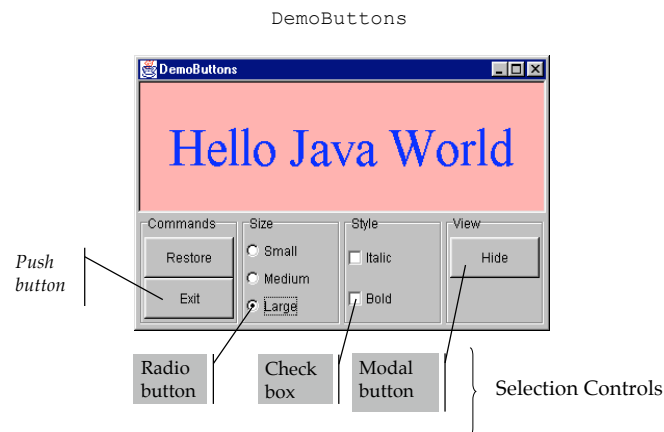 DemoButtons
DemoButtons
Hello Java World
Commands
Size
Style
View
Restore
Small
Italic
Hide
Medium
Exit
Large
Bold
Push
button
Radio
button
Check
box
Modal
button
Selection Controls